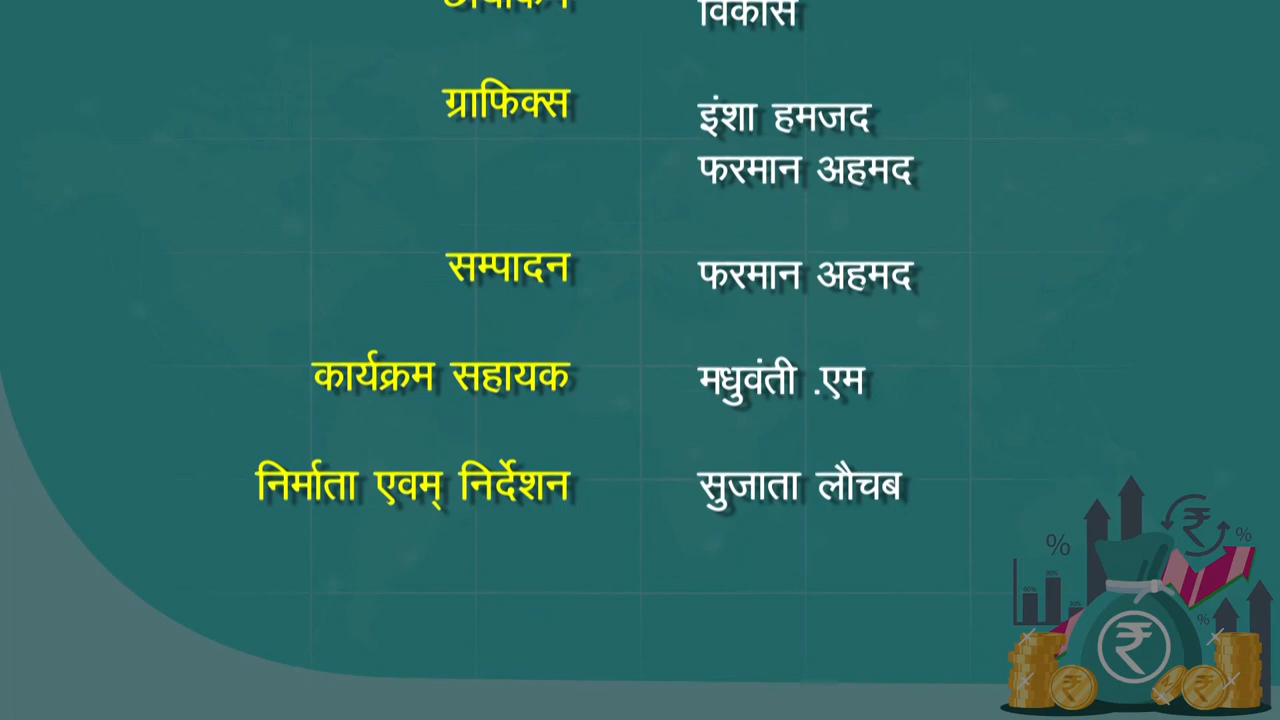 विकास
ग्राफिक्स इंशा हमजद
फरमान अहमद
सम्पादन फरमान अहमद
कार्यक्रम सहायक मधुवंती .एम
निर्माता एवम् निर्देशन सुजाता लौचब
%
%
%
₹
₹
₹
₹